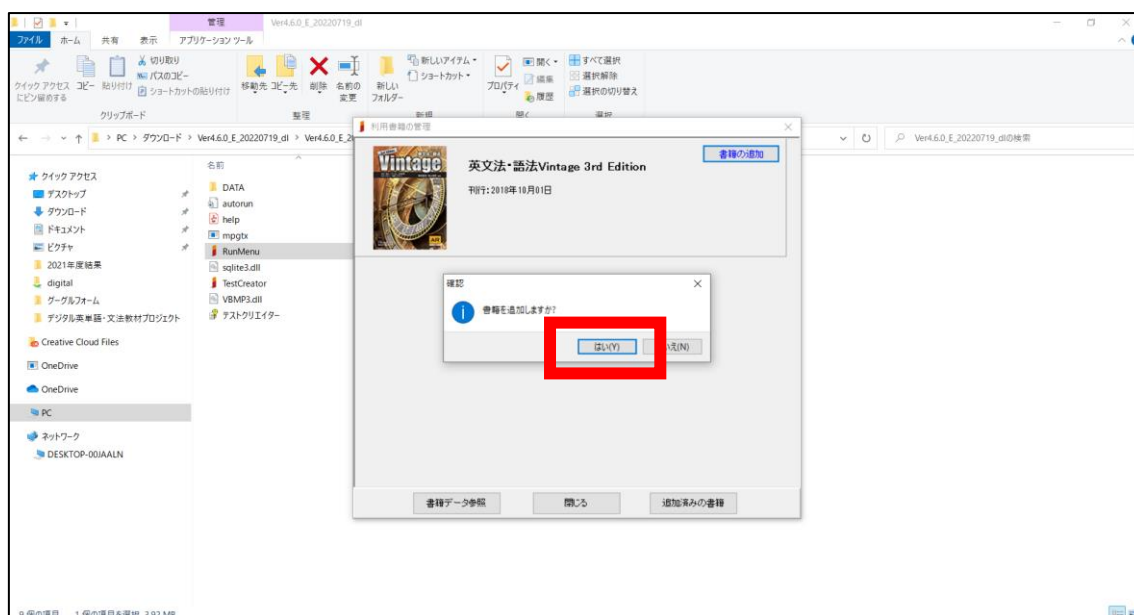 管理
Ver4.6.0_E_20220719_dl
ファイル ホーム 共有 表示 アプリケーション ツール
クイック アクセスにピン留めする
コピー
貼り付け
切り取り
パスのコピー
ショートカットの貼り付け
移動先
コピー先
削除
名前の変更
新しいフォルダー
新しいアイテム
ショートカット
プロパティ
開く
編集
履歴
すべて選択
選択解除
選択の切り替え
クリップボード
整理
新規
開く
選択
PC > ダウンロード > Ver4.6.0_E_20220719_dl >
Ver4.6.0_E_20220719_dlの検索
クイック アクセス
デスクトップ
ダウンロード
ドキュメント
ピクチャ
2021年度結果
digital
グーグルフォーム
デジタル英単語・文法教材プロジェクト
Creative Cloud Files
OneDrive
OneDrive
PC
ネットワーク
DESKTOP-00JAALN
名前
DATA
autorun
help
mpgtx
RunMenu
sqlite3.dll
TestCreator
VBMP3.dll
テストクリエイター
利用書籍の管理
Vintage
AR
英文法・語法Vintage 3rd Edition
刊行：2018年10月01日
書籍の追加
確認
書籍を追加しますか?
はい(Y)
いえ(N)
書籍データ参照
閉じる
追加済みの書籍
9 個の項目 1 個の項目を選択 3.92 MB